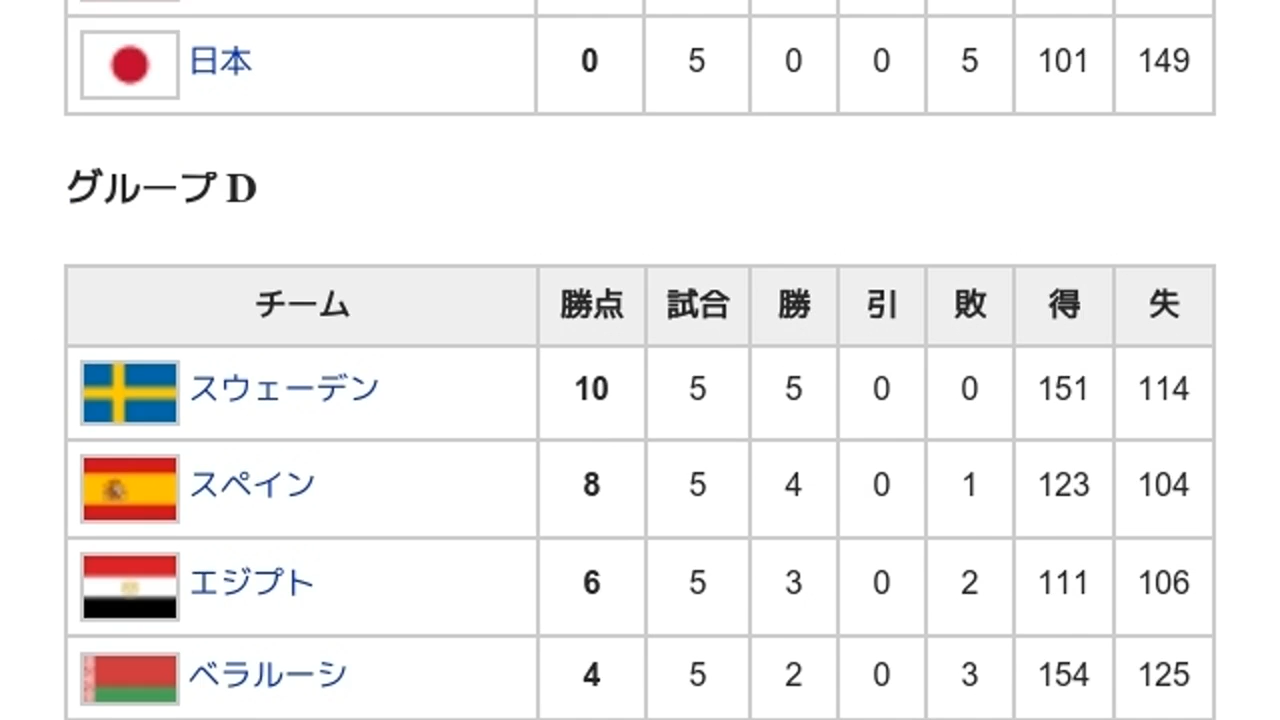 日本 0 5 0 0 5 101 149
グループ D
チーム 勝点 試合 勝 引 敗 得 失
スウェーデン 10 5 5 0 0 151 114
スペイン 8 5 4 0 1 123 104
エジプト 6 5 3 0 2 111 106
ベラルーシ 4 5 2 0 3 154 125